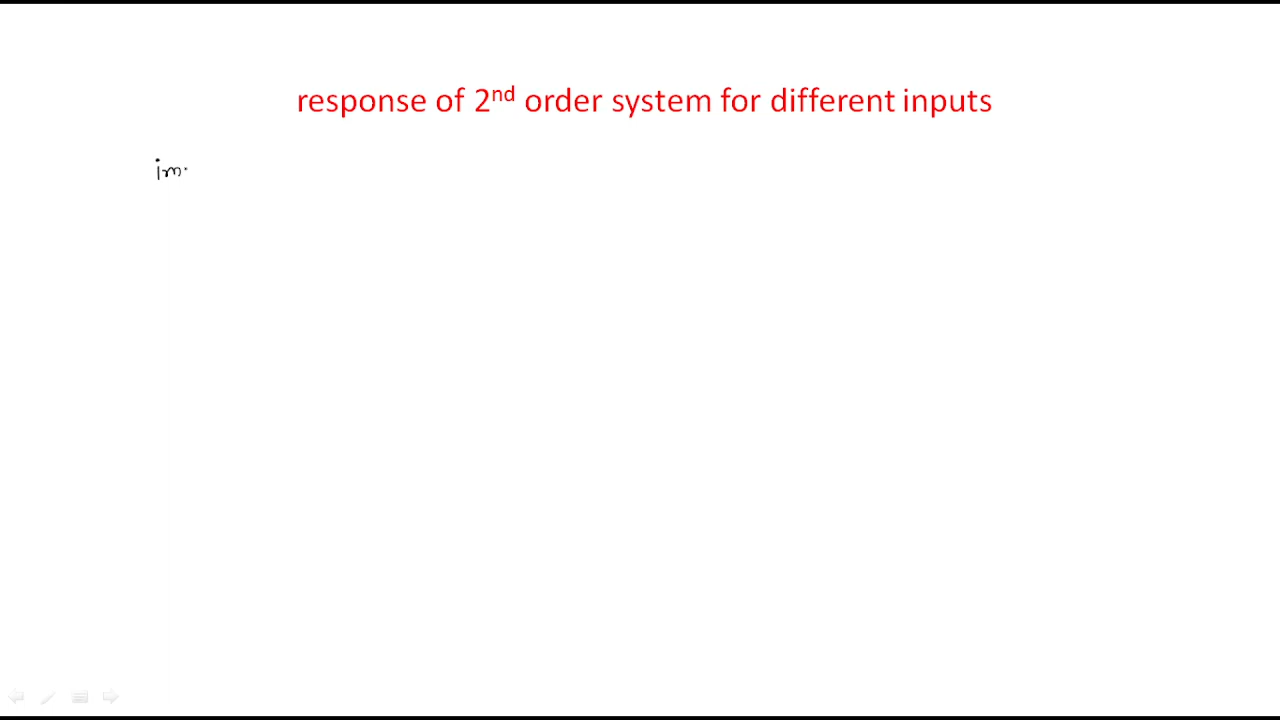 response of 2nd order system for different inputs
im